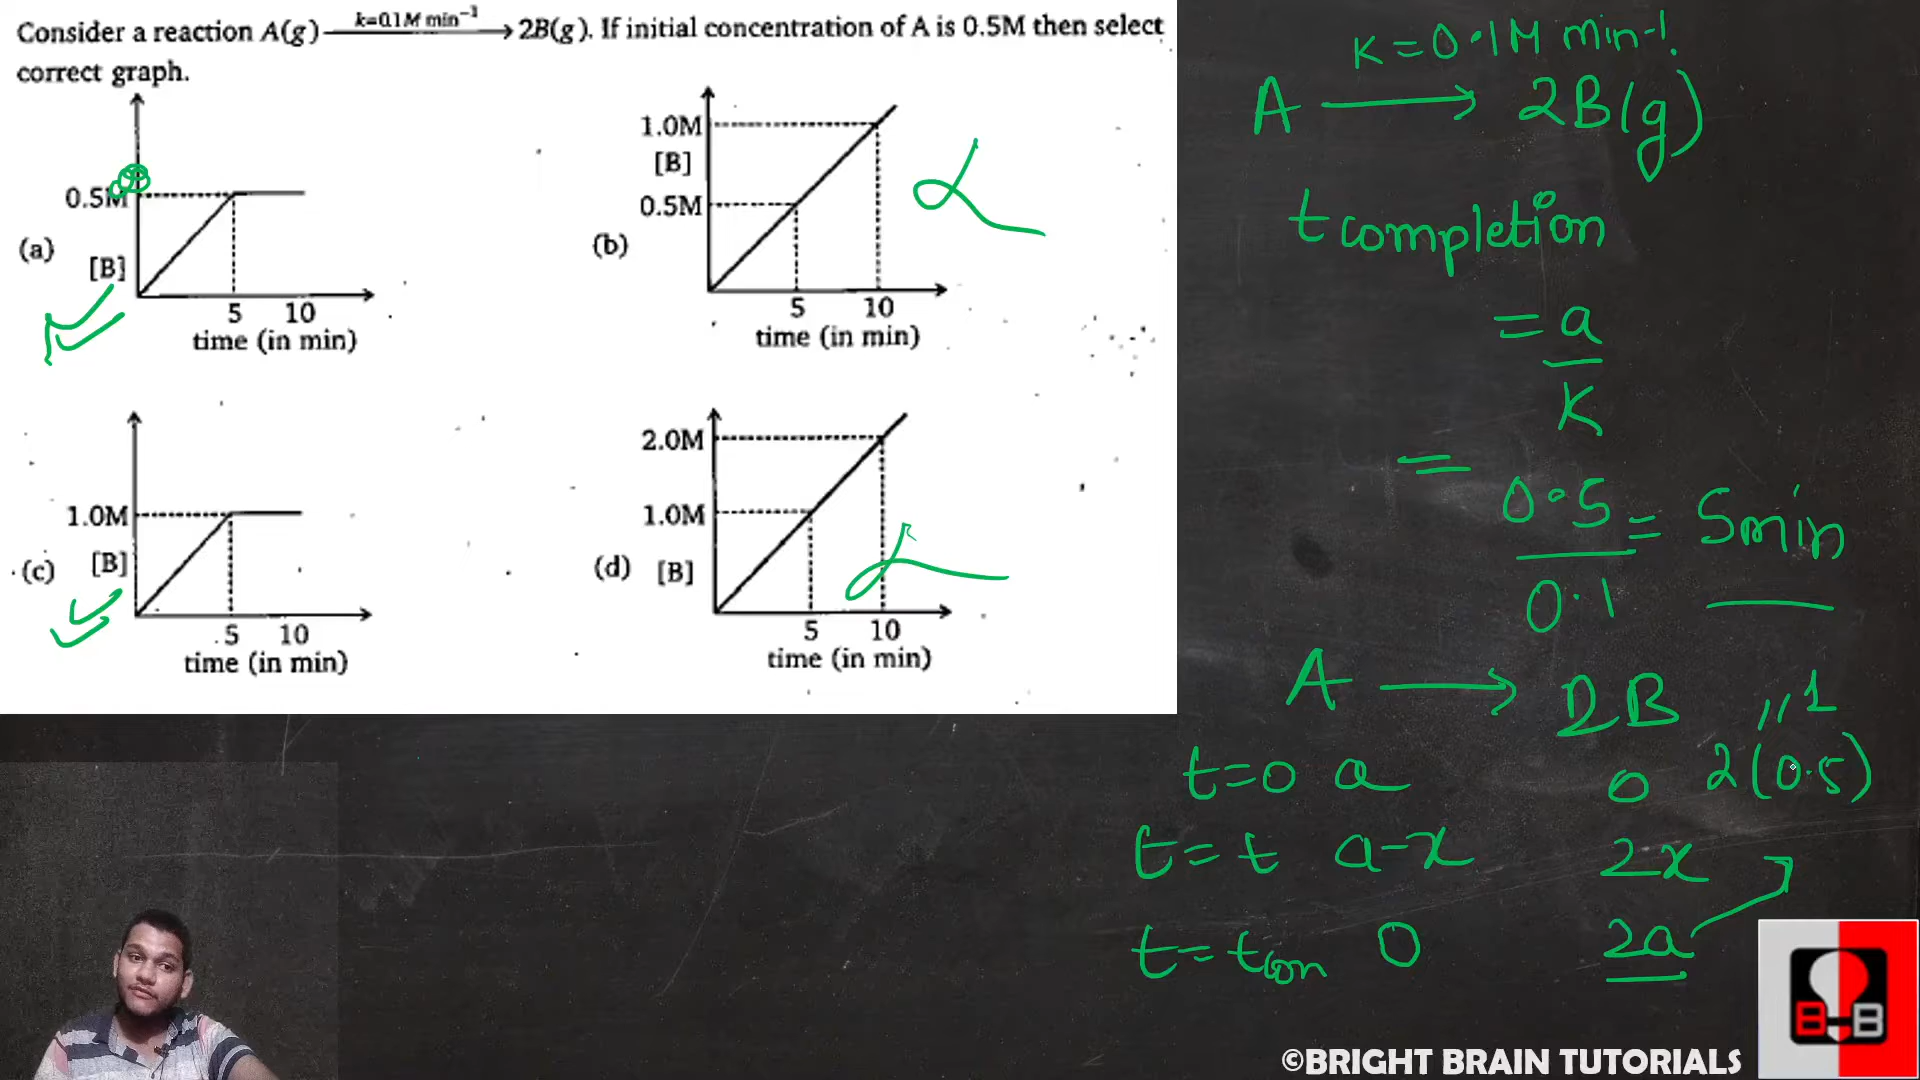 Consider a reaction A(g) —k=0.1M min⁻¹→ 2B(g). If initial concentration of A is 0.5M then select
correct graph.
0.5M
(a) [B]
5 10
time (in min)
1.0M
[B]
0.5M
(b)
5 10
time (in min)
1.0M
(c) [B]
5 10
time (in min)
2.0M
1.0M
(d) [B]
5 10
time (in min)
K = 0.1M min-1
A → 2B(g)
t completion
= a
K
=
0.5 = 5min
0.1
A → 2B
"1
t=0 a 0 2(0.5)
t=t a-x 2x
t=tcon 0 2a
B-B
©BRIGHT BRAIN TUTORIALS